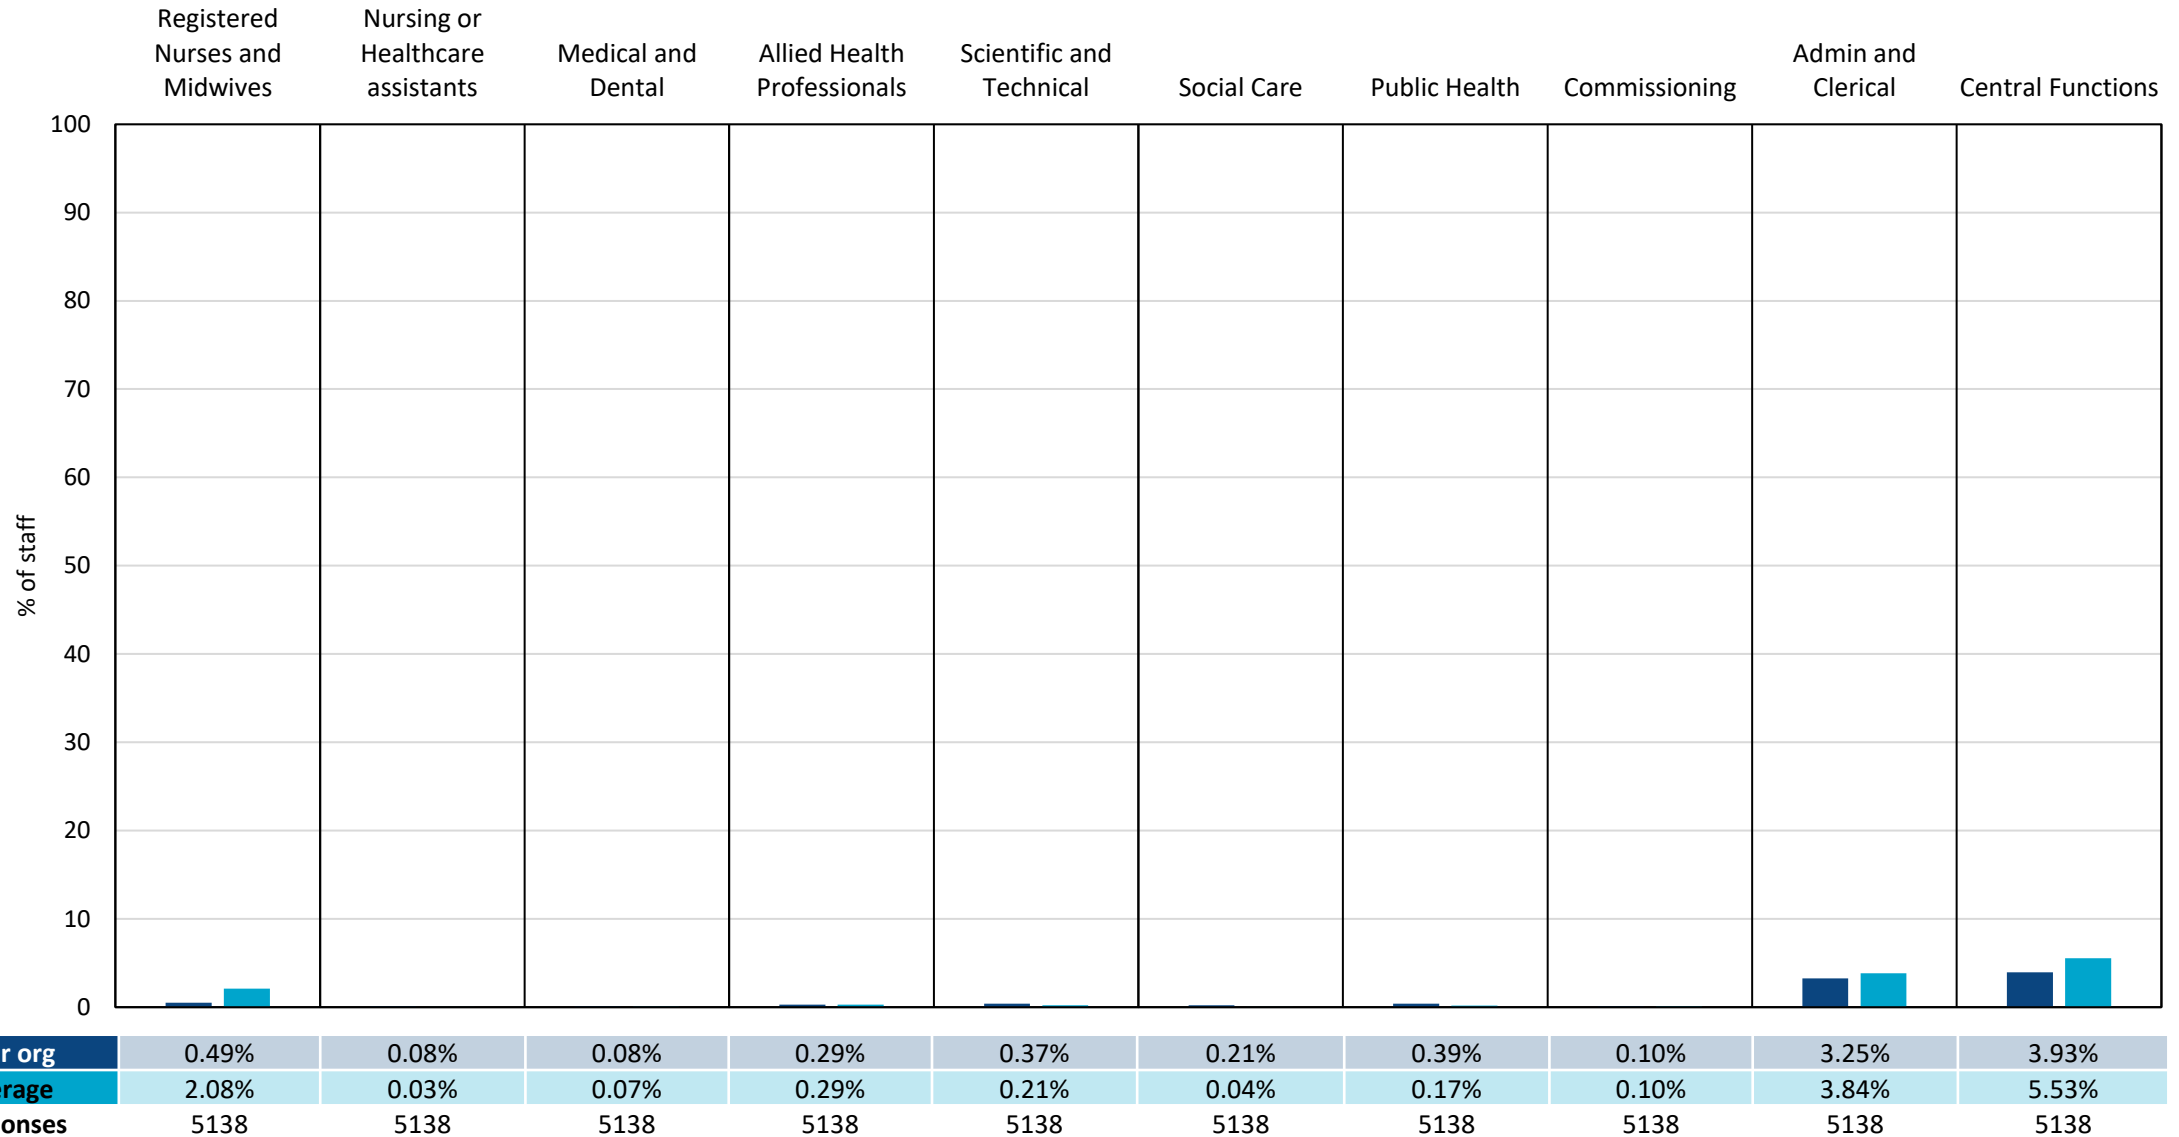 Registered Nurses and Midwives
Nursing or Healthcare assistants
Medical and Dental
Allied Health Professionals
Scientific and Technical
Social Care
Public Health
Commissioning
Admin and Clerical
Central Functions
% of staff
100
90
80
70
60
50
40
30
20
10
0
r org 0.49% 0.08% 0.08% 0.29% 0.37% 0.21% 0.39% 0.10% 3.25% 3.93%
erage 2.08% 0.03% 0.07% 0.29% 0.21% 0.04% 0.17% 0.10% 3.84% 5.53%
onses 5138 5138 5138 5138 5138 5138 5138 5138 5138 5138